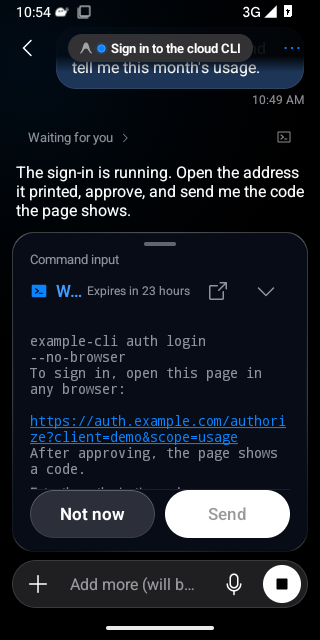 10:54
3G
Sign in to the cloud CLI
tell me this month's usage.
10:49 AM
Waiting for you
The sign-in is running. Open the address
it printed, approve, and send me the code
the page shows.
Command input
W... Expires in 23 hours
example-cli auth login
--no-browser
To sign in, open this page in
any browser:
https://auth.example.com/authori
ze?client=demo&scope=usage
After approving, the page shows
a code.
Not now
Send
Add more (will b...